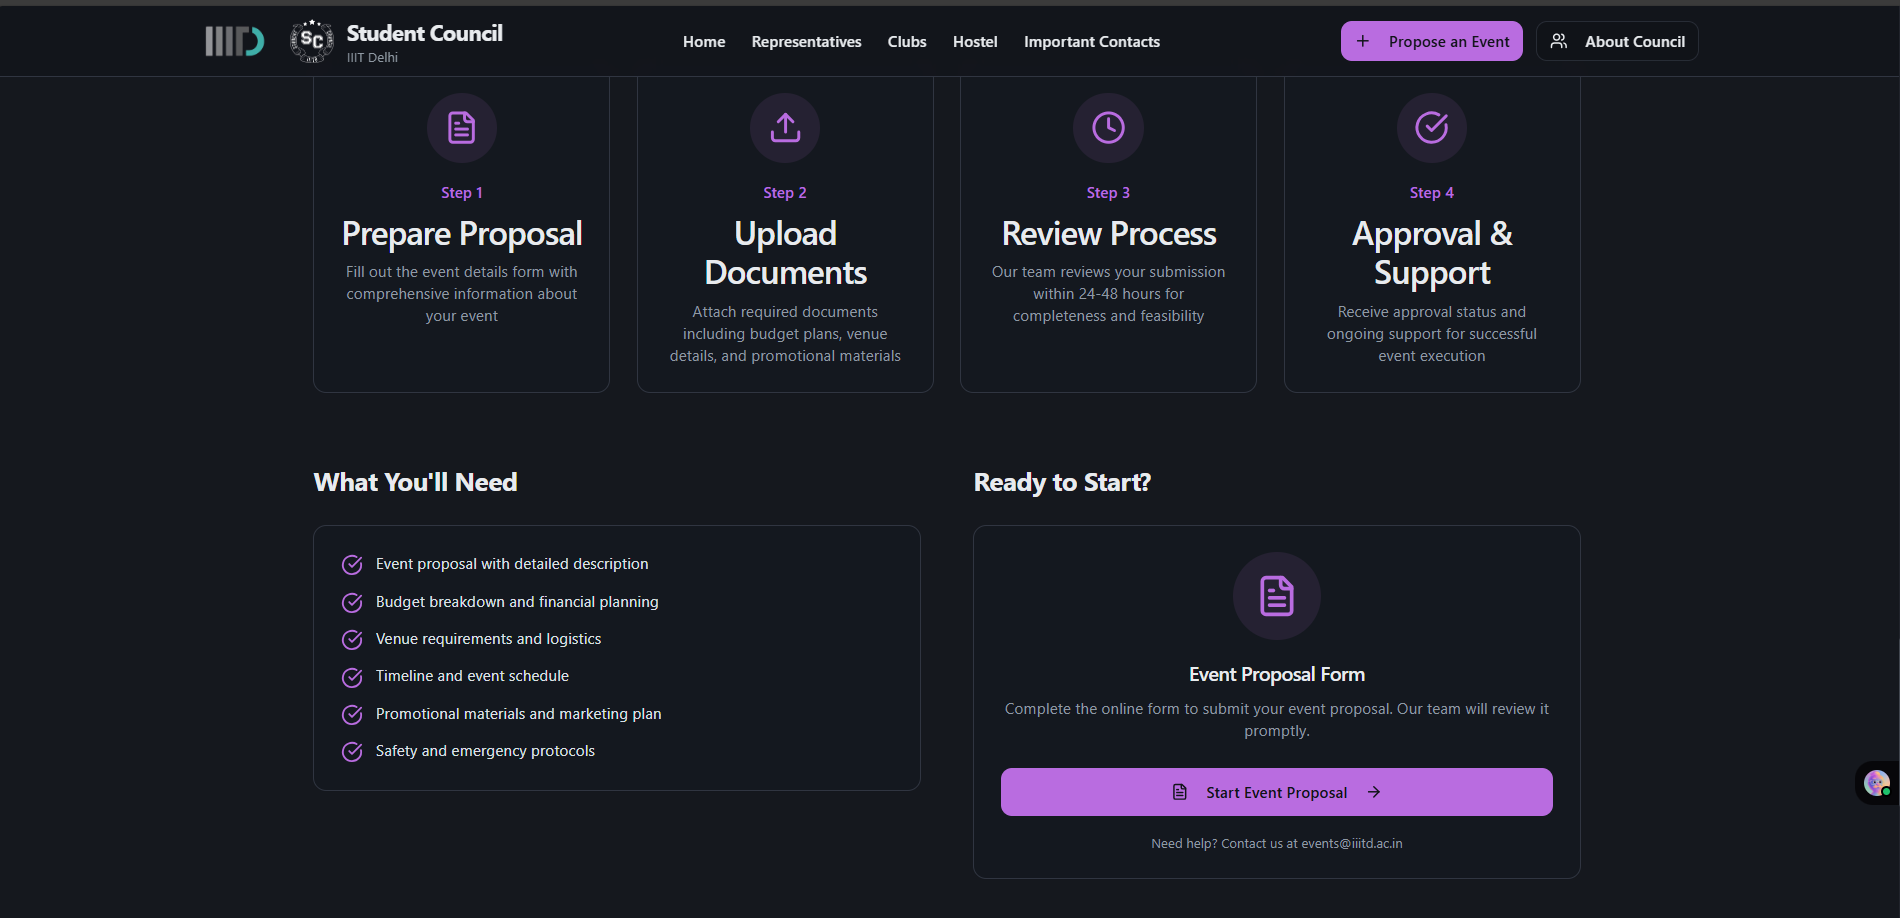 IIID
SC
Student Council
IIIT Delhi
Home
Representatives
Clubs
Hostel
Important Contacts
Propose an Event
About Council
Step 1
Prepare Proposal
Fill out the event details form with
comprehensive information about
your event
Step 2
Upload
Documents
Attach required documents
including budget plans, venue
details, and promotional materials
Step 3
Review Process
Our team reviews your submission
within 24-48 hours for
completeness and feasibility
Step 4
Approval &
Support
Receive approval status and
ongoing support for successful
event execution
What You'll Need
Event proposal with detailed description
Budget breakdown and financial planning
Venue requirements and logistics
Timeline and event schedule
Promotional materials and marketing plan
Safety and emergency protocols
Ready to Start?
Event Proposal Form
Complete the online form to submit your event proposal. Our team will review it
promptly.
Start Event Proposal
Need help? Contact us at events@iiitd.ac.in